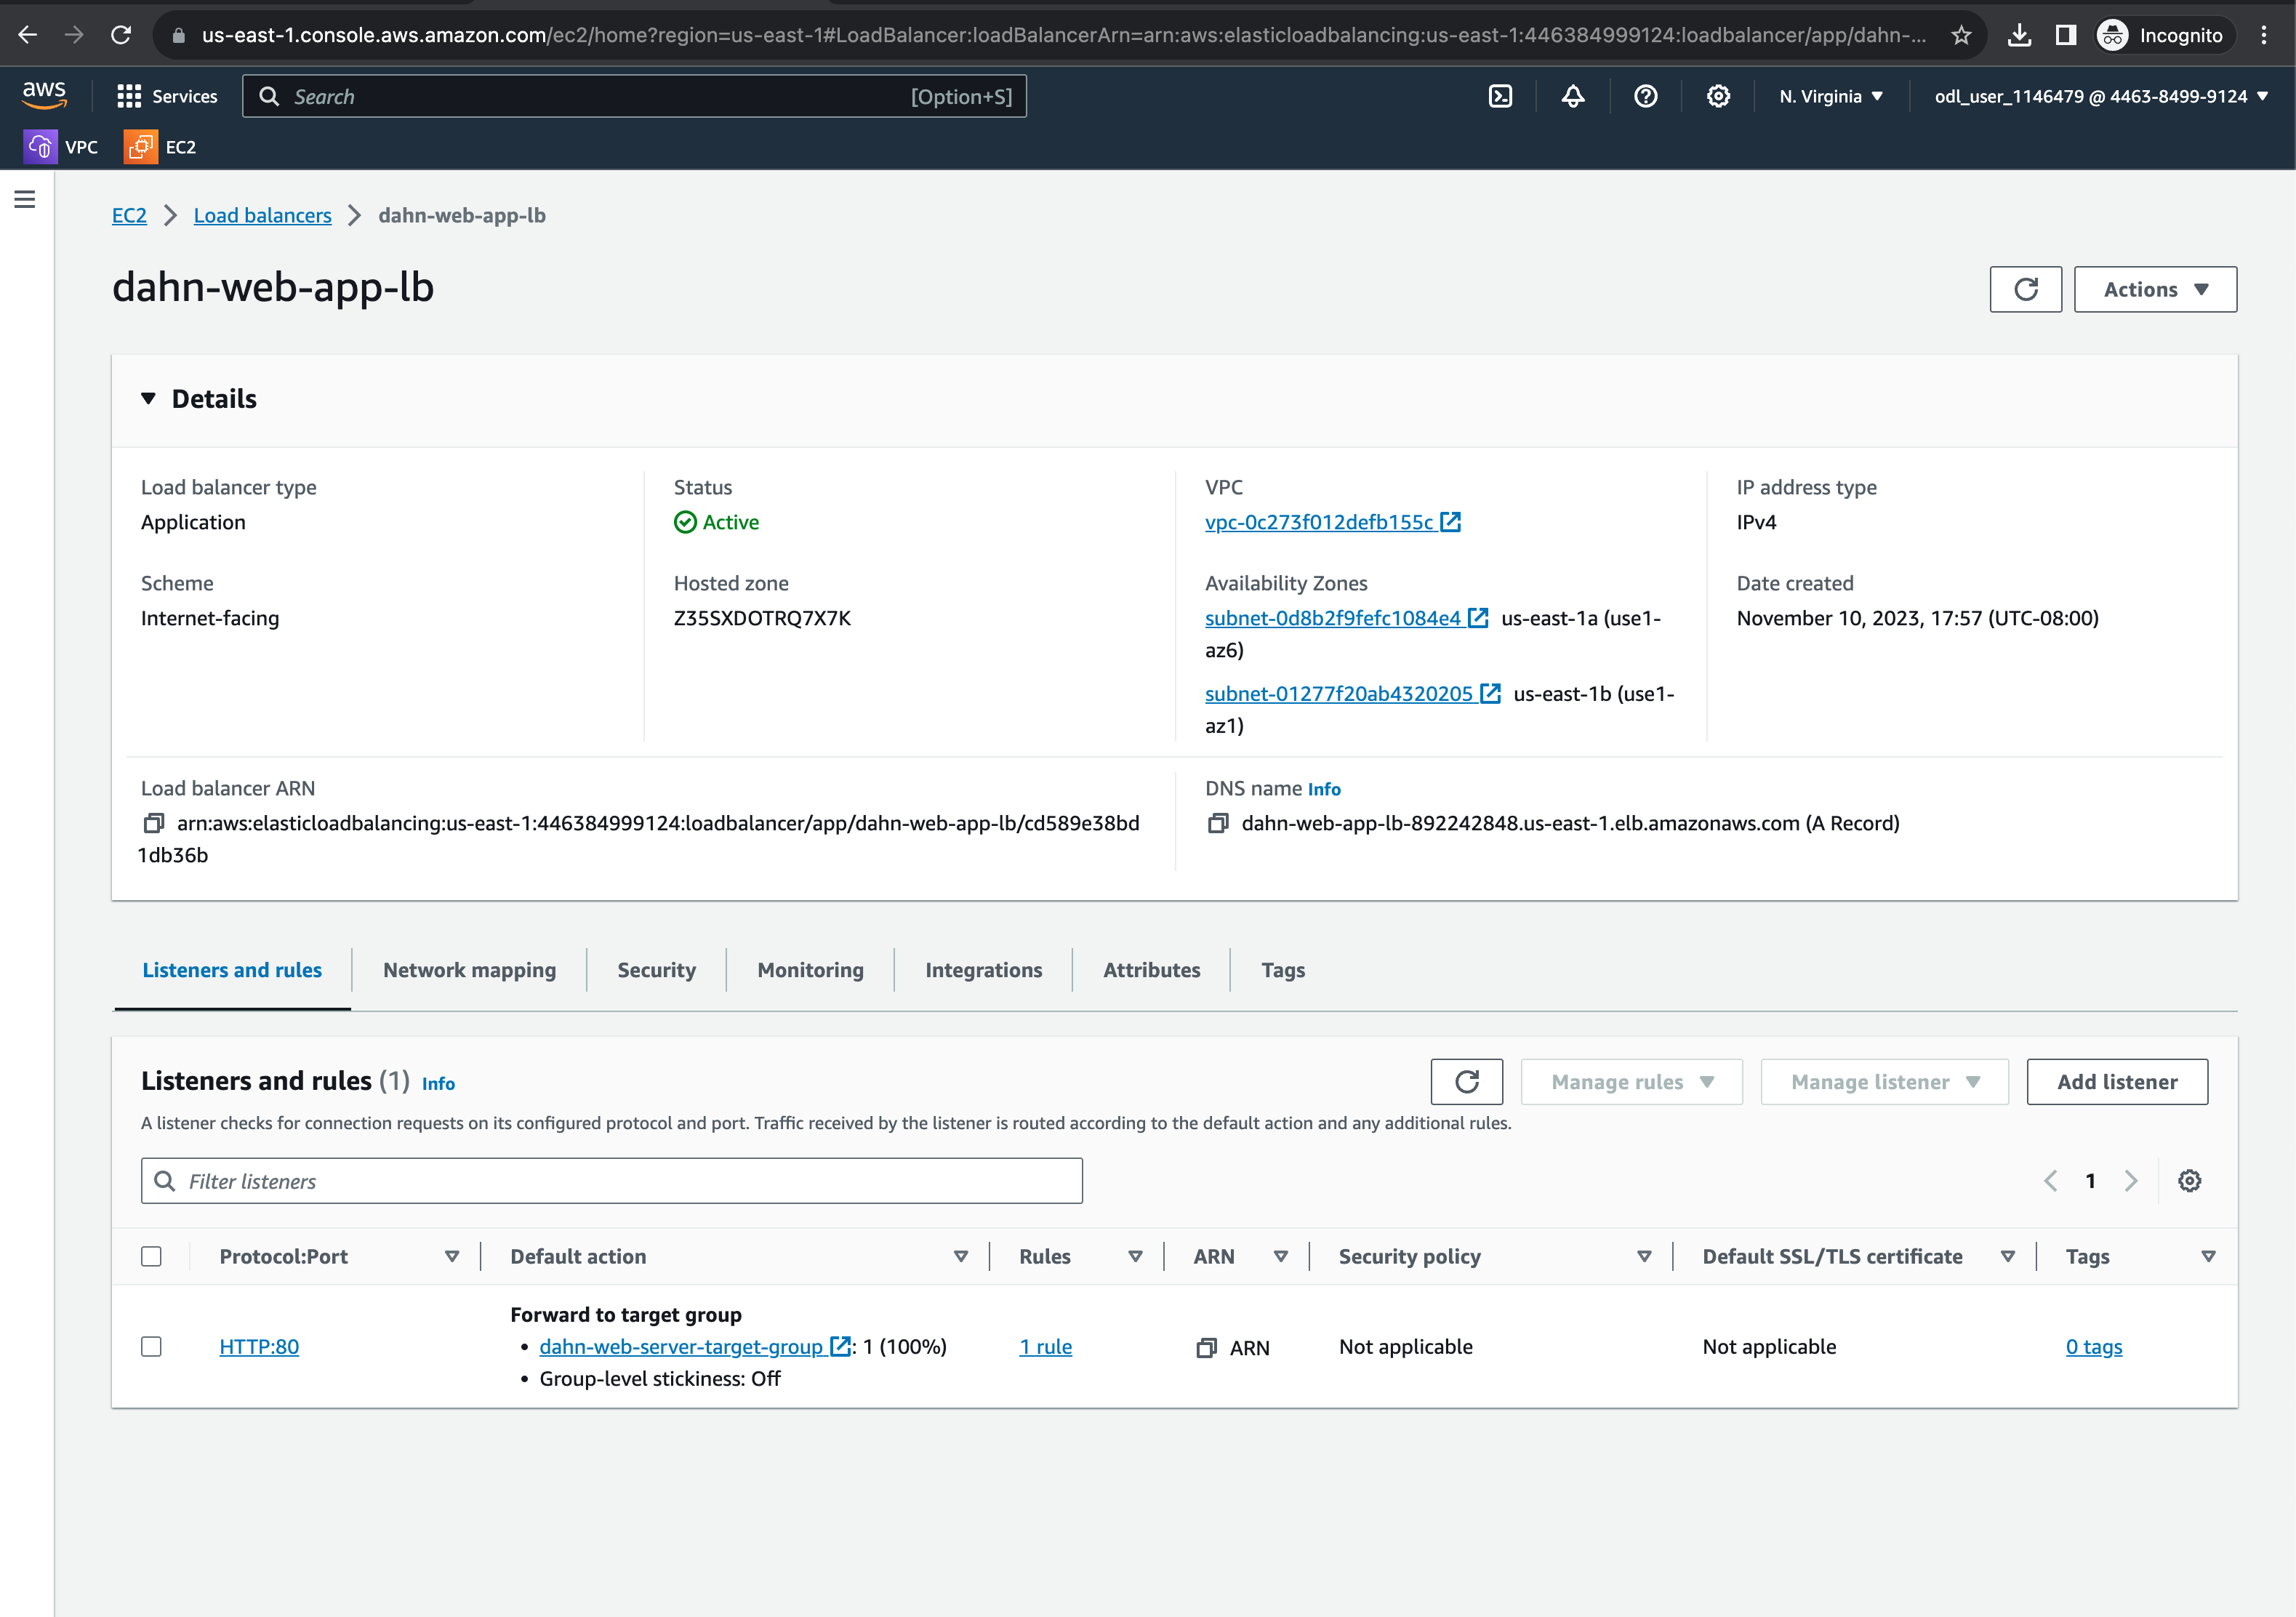 us-east-1.console.aws.amazon.com/ec2/home?region=us-east-1#LoadBalancer:loadBalancerArn=arn:aws:elasticloadbalancing:us-east-1:446384999124:loadbalancer/app/dahn-... Incognito
aws Services Search [Option+S] N. Virginia odl_user_1146479 @ 4463-8499-9124
VPC EC2
EC2 Load balancers dahn-web-app-lb
dahn-web-app-lb
Actions
Details
Load balancer type Status VPC IP address type
Application Active vpc-0c273f012defb155c IPv4
Scheme Hosted zone Availability Zones Date created
Internet-facing Z35SXDOTRQ7X7K subnet-0d8b2f9fefc1084e4 us-east-1a (use1- November 10, 2023, 17:57 (UTC-08:00)
az6)
subnet-01277f20ab4320205 us-east-1b (use1-
az1)
Load balancer ARN DNS name Info
arn:aws:elasticloadbalancing:us-east-1:446384999124:loadbalancer/app/dahn-web-app-lb/cd589e38bd dahn-web-app-lb-892242848.us-east-1.elb.amazonaws.com (A Record)
1db36b
Listeners and rules Network mapping Security Monitoring Integrations Attributes Tags
Listeners and rules (1) Info Manage rules Manage listener Add listener
A listener checks for connection requests on its configured protocol and port. Traffic received by the listener is routed according to the default action and any additional rules.
Filter listeners 1
Protocol:Port Default action Rules ARN Security policy Default SSL/TLS certificate Tags
Forward to target group
HTTP:80 • dahn-web-server-target-group : 1 (100%) 1 rule ARN Not applicable Not applicable 0 tags
• Group-level stickiness: Off